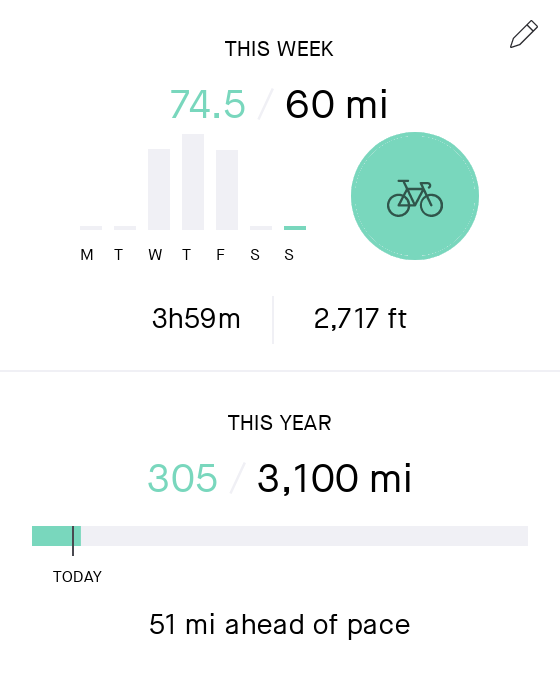 THIS WEEK
74.5 / 60 mi
M T W T F S S
3h59m | 2,717 ft
THIS YEAR
305 / 3,100 mi
TODAY
51 mi ahead of pace